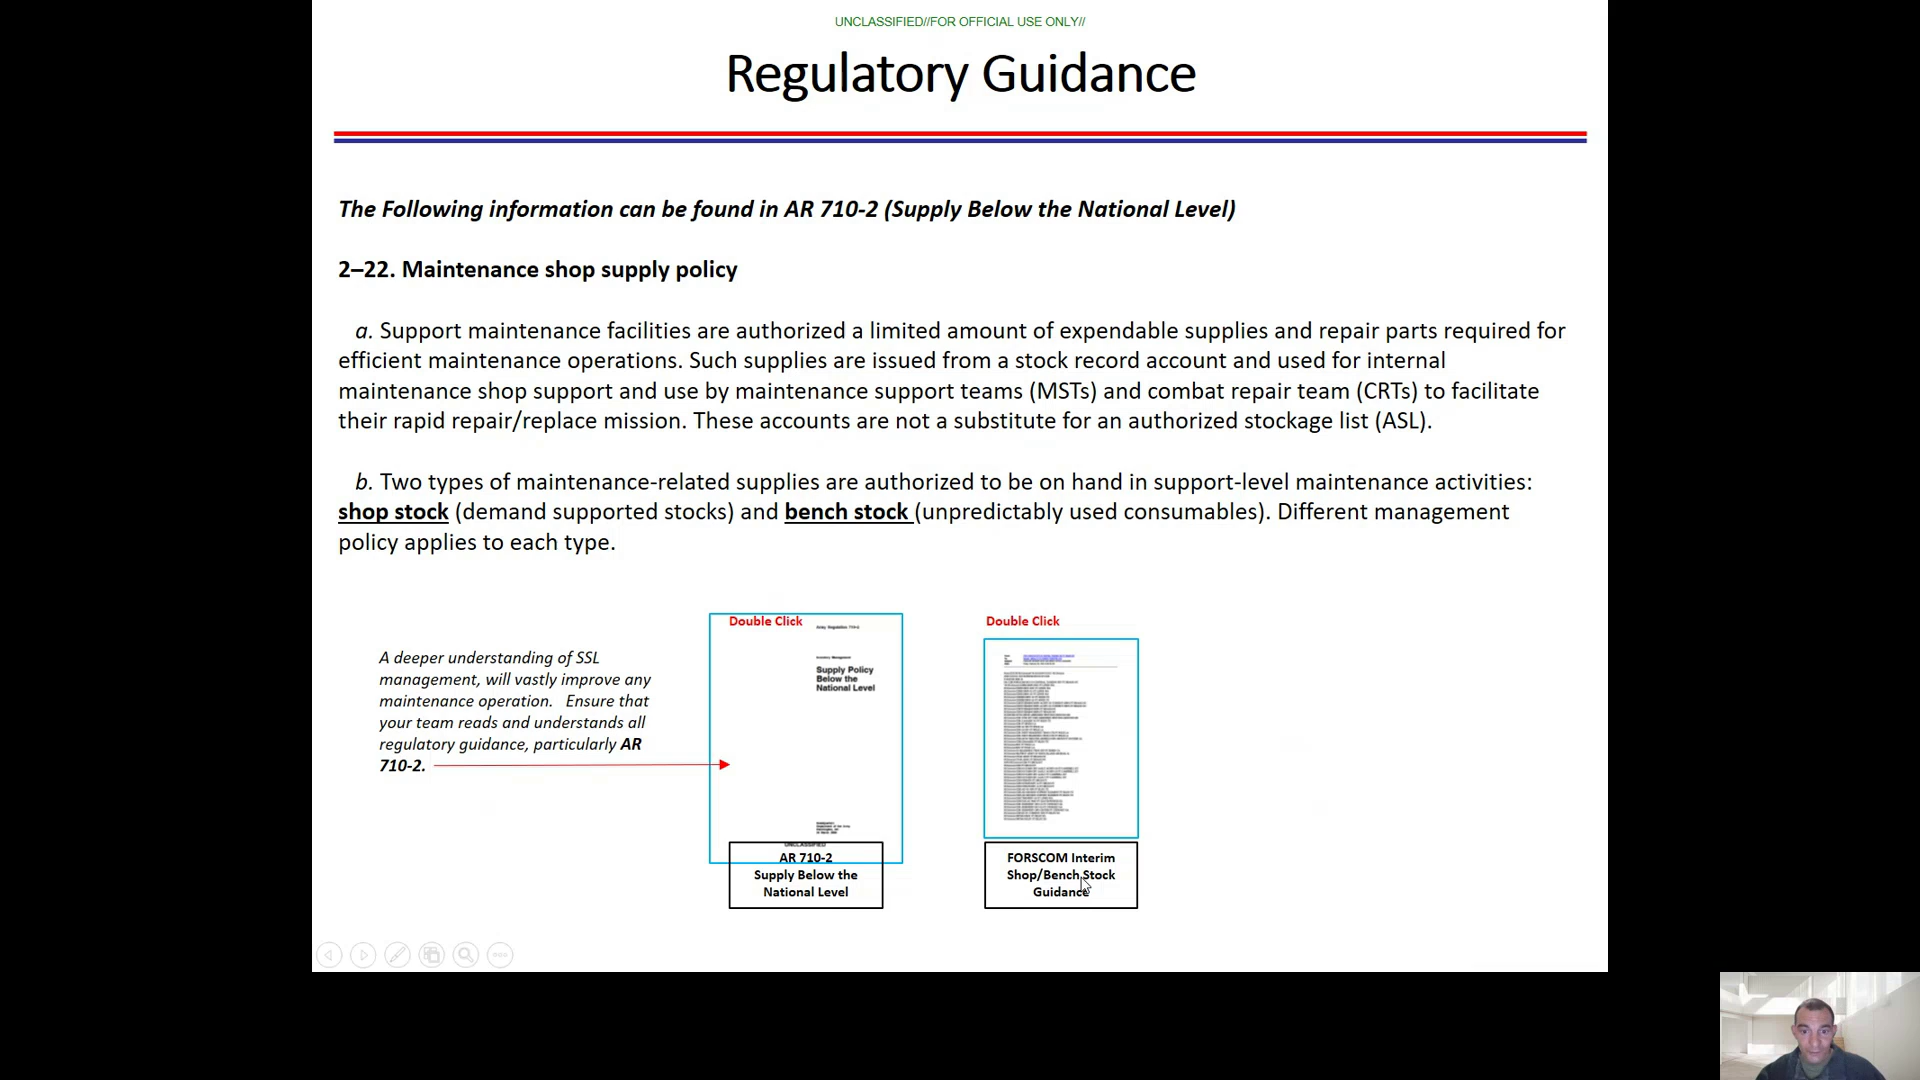 UNCLASSIFIED//FOR OFFICIAL USE ONLY//
Regulatory Guidance
The Following information can be found in AR 710-2 (Supply Below the National Level)
2–22. Maintenance shop supply policy
a. Support maintenance facilities are authorized a limited amount of expendable supplies and repair parts required for
efficient maintenance operations. Such supplies are issued from a stock record account and used for internal
maintenance shop support and use by maintenance support teams (MSTs) and combat repair team (CRTs) to facilitate
their rapid repair/replace mission. These accounts are not a substitute for an authorized stockage list (ASL).
b. Two types of maintenance-related supplies are authorized to be on hand in support-level maintenance activities:
shop stock (demand supported stocks) and bench stock (unpredictably used consumables). Different management
policy applies to each type.
A deeper understanding of SSL
management, will vastly improve any
maintenance operation. Ensure that
your team reads and understands all
regulatory guidance, particularly AR
710-2.
Double Click
Army Regulation 710–2
Inventory Management
Supply Policy
Below the
National Level
UNCLASSIFIED
AR 710-2
Supply Below the
National Level
Double Click
FORSCOM Interim
Shop/Bench Stock
Guidance